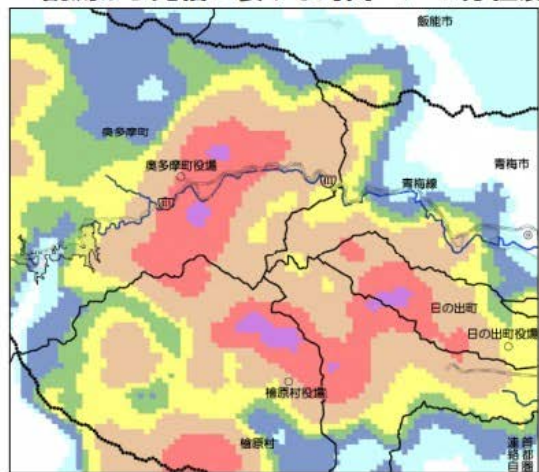 飯能市
奥多摩町
奥多摩町役場
青梅市
青梅線
日の出町
日の出町役場
檜原村役場
檜原村